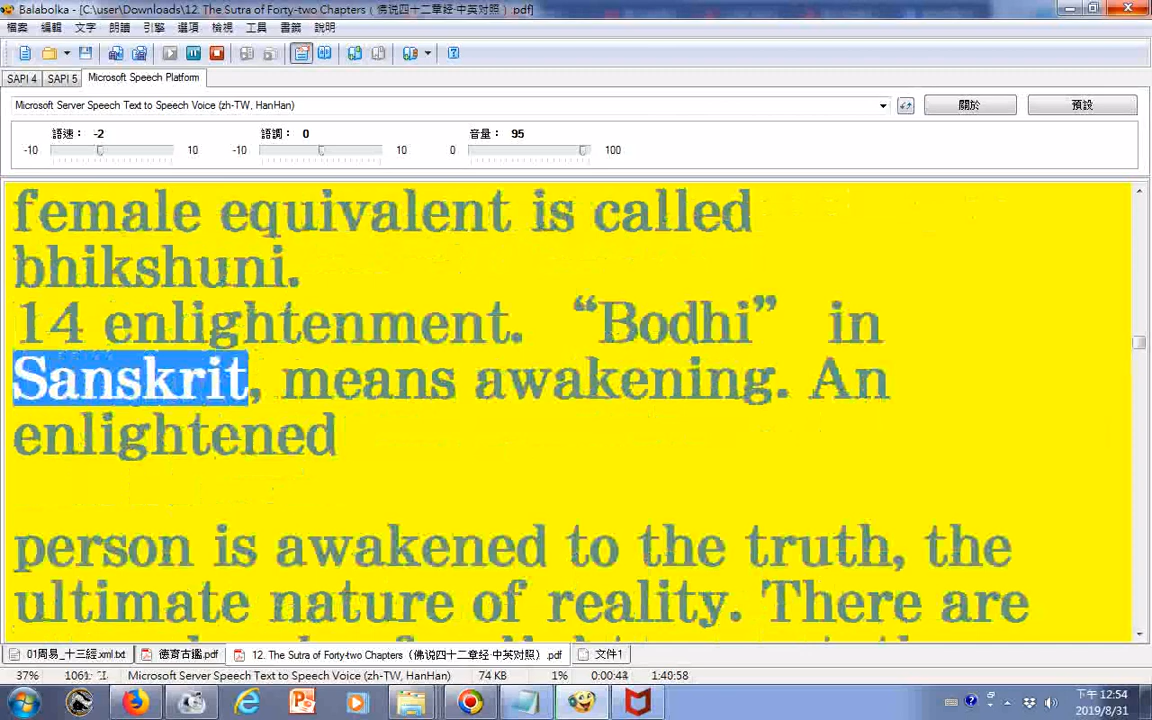 Balabolka - [C:\user\Downloads\12. The Sutra of Forty-two Chapters（佛说四十二章经·中英对照）.pdf]
檔案 編輯 文字 朗讀 引擎 選項 檢視 工具 書籤 說明
SAPI 4 SAPI 5 Microsoft Speech Platform
Microsoft Server Speech Text to Speech Voice (zh-TW, HanHan) 關於 預設
語速： -2 語調： 0 音量： 95
-10 10 -10 10 0 100
female equivalent is called
bhikshuni.
14 enlightenment. “Bodhi” in
Sanskrit, means awakening. An
enlightened
person is awakened to the truth, the
ultimate nature of reality. There are
01周易_十三經.xml.txt 德育古鑑.pdf 12. The Sutra of Forty-two Chapters（佛说四十二章经·中英对照）.pdf 文件1
37% Microsoft Server Speech Text to Speech Voice (zh-TW, HanHan) 74 KB 1% 1:40:58
下午 12:54
2019/8/31